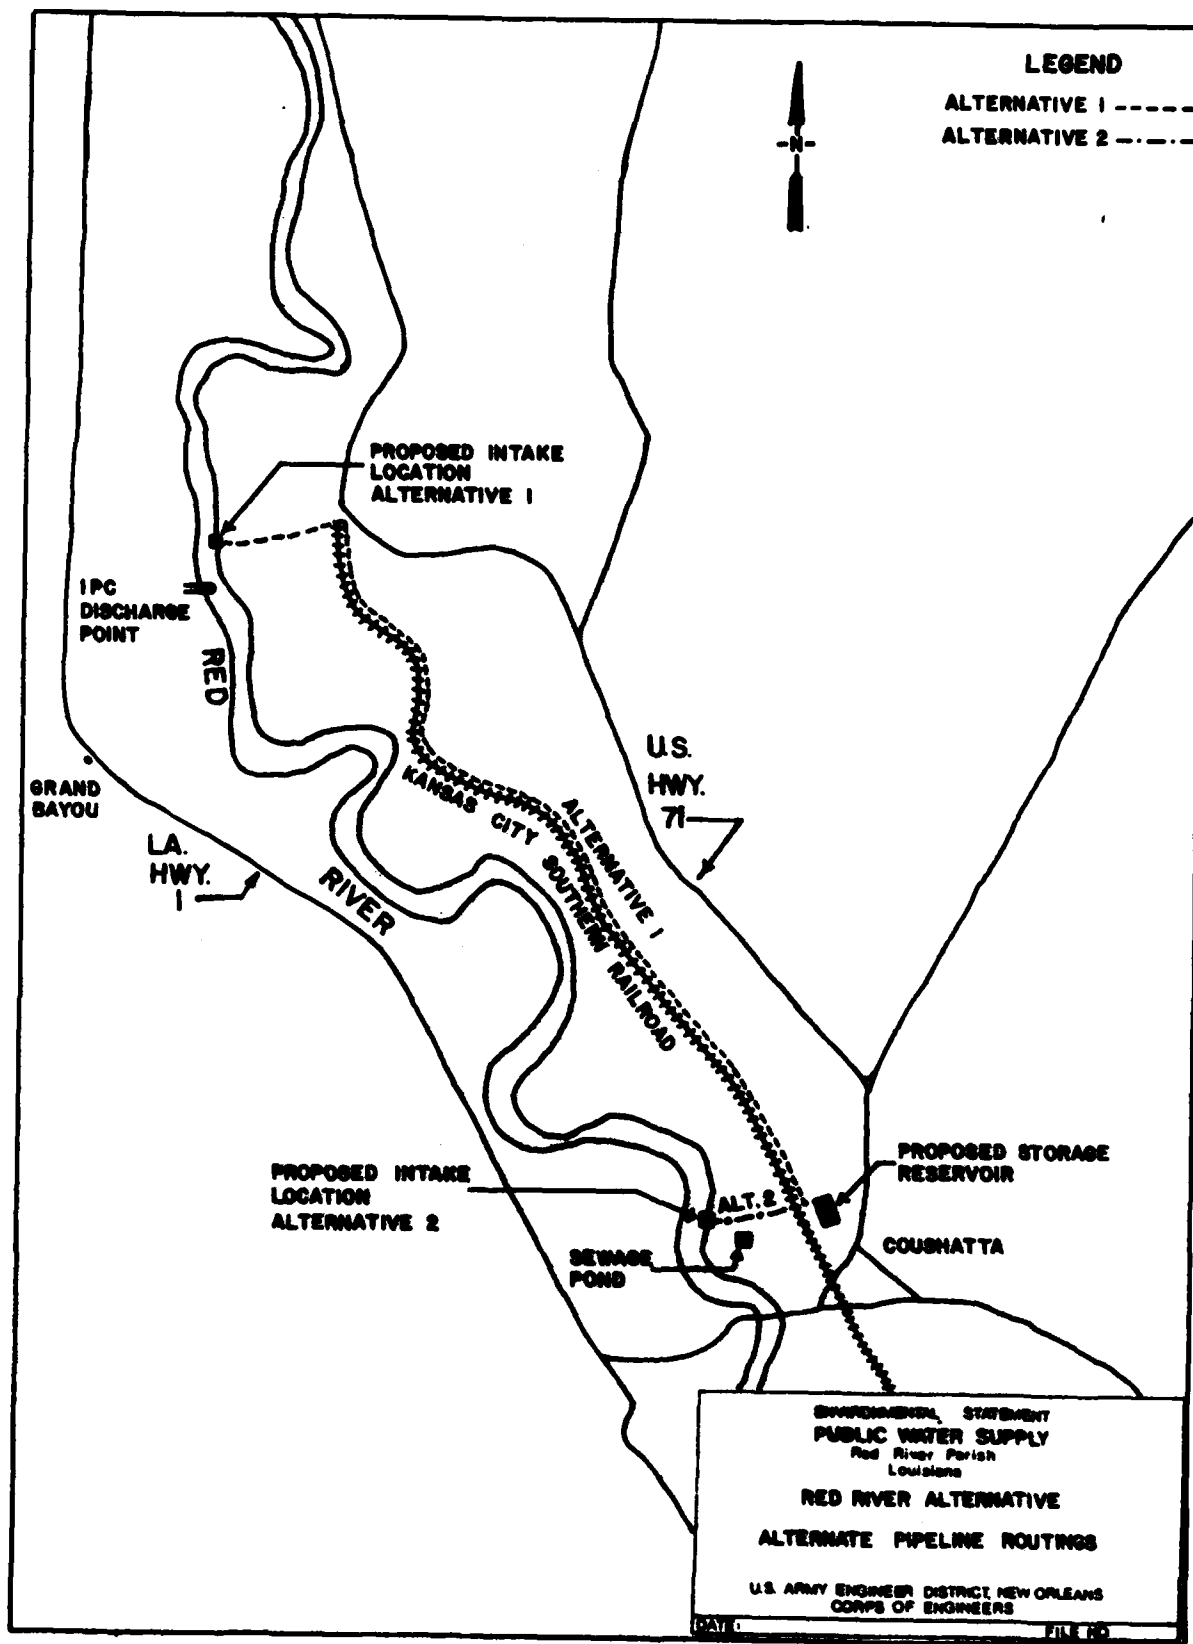 LEGEND
ALTERNATIVE 1
ALTERNATIVE 2
-N-
PROPOSED INTAKE
LOCATION
ALTERNATIVE 1
IPC
DISCHARGE
POINT
RED
RIVER
GRAND
BAYOU
LA.
HWY.
1
U.S.
HWY.
71
KANSAS CITY SOUTHERN RAILROAD
ALTERNATIVE 1
PROPOSED INTAKE
LOCATION
ALTERNATIVE 2
ALT. 2
PROPOSED STORAGE
RESERVOIR
SEWAGE
POND
COUSHATTA
ENVIRONMENTAL STATEMENT
PUBLIC WATER SUPPLY
Red River Parish
Louisiana
RED RIVER ALTERNATIVE
ALTERNATE PIPELINE ROUTINGS
U.S. ARMY ENGINEER DISTRICT, NEW ORLEANS
CORPS OF ENGINEERS
DATE: FILE NO